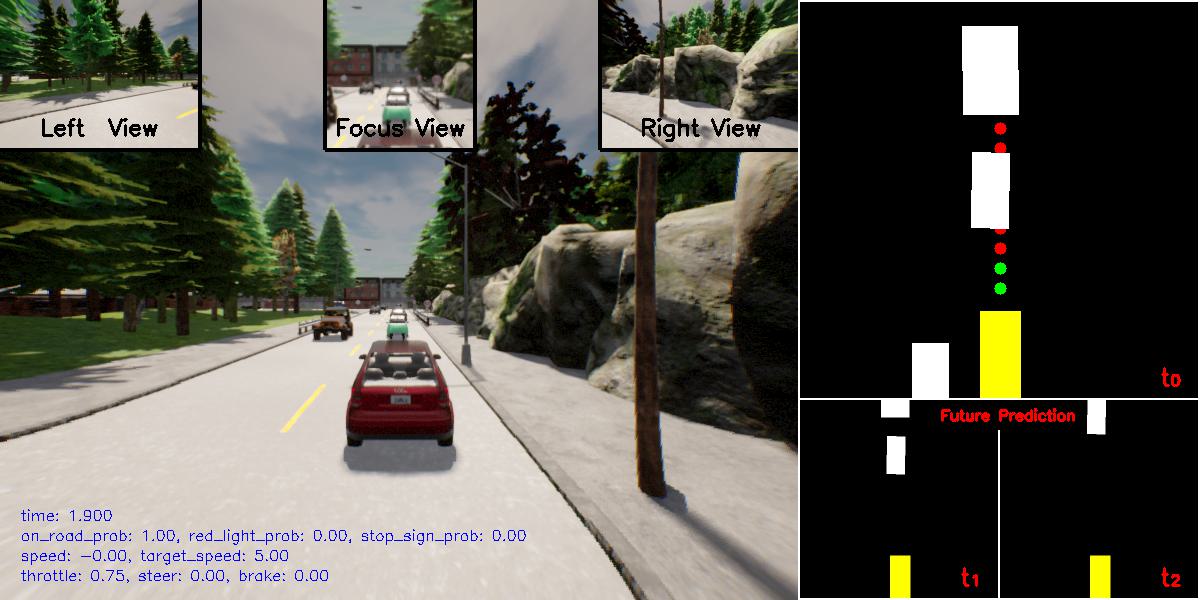 Left View
Focus View
Right View
t0
Future Prediction
t1
t2
time: 1.900
on_road_prob: 1.00, red_light_prob: 0.00, stop_sign_prob: 0.00
speed: -0.00, target_speed: 5.00
throttle: 0.75, steer: 0.00, brake: 0.00